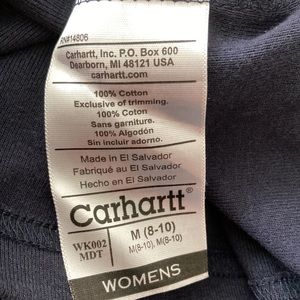 RN#14806
Carhartt, Inc. P.O. Box 600
Dearborn, MI 48121 USA
carhartt.com
100% Cotton
Exclusive of trimming.
100% Coton
Sans garniture.
100% Algodón
Sin incluir adorno.
Made in El Salvador
Fabriqué au El Salvador
Hecho en El Salvador
Carhartt
WK002
MDT
M (8-10)
M(8-10), M(8-10)
WOMENS